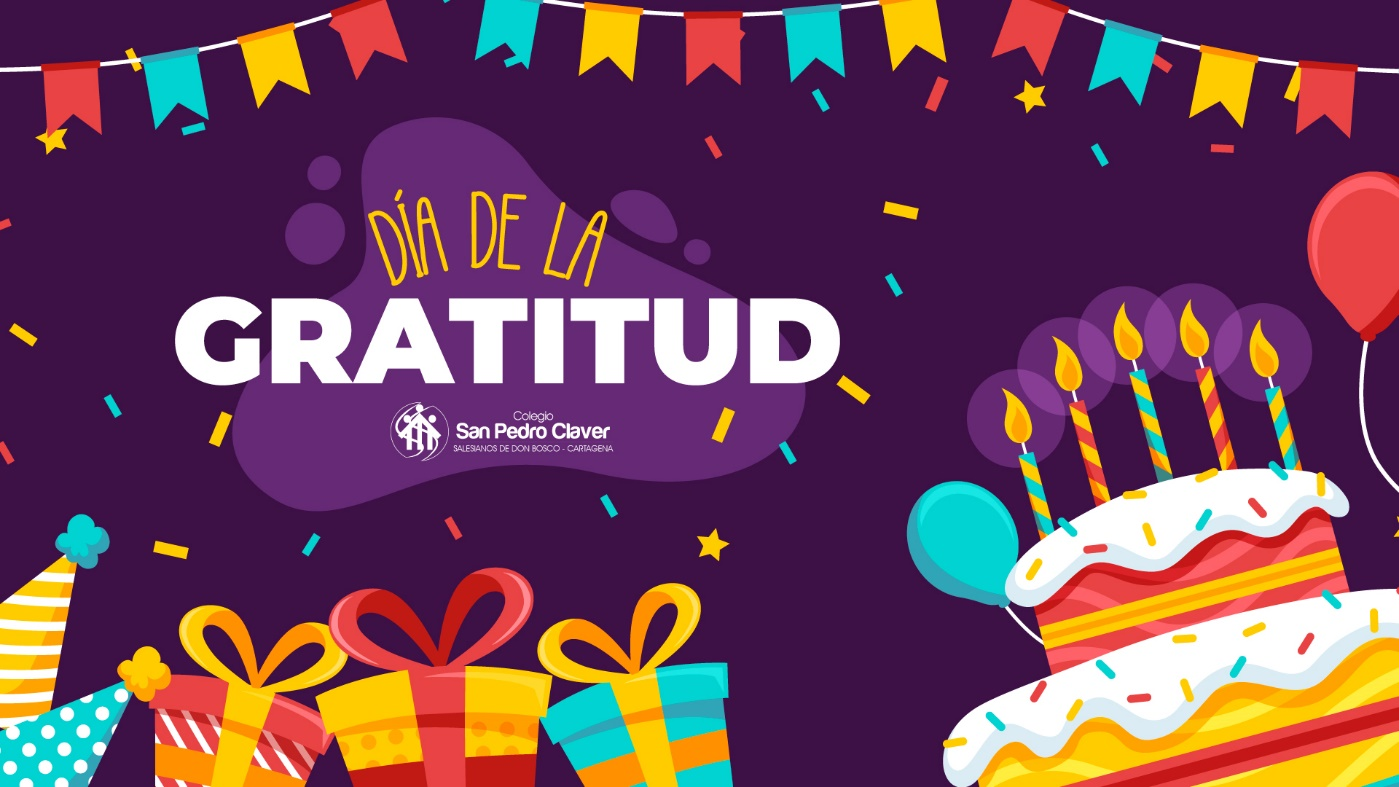 DÍA DE LA
GRATITUD
Colegio
San Pedro Claver
SALESIANOS DE DON BOSCO - CARTAGENA